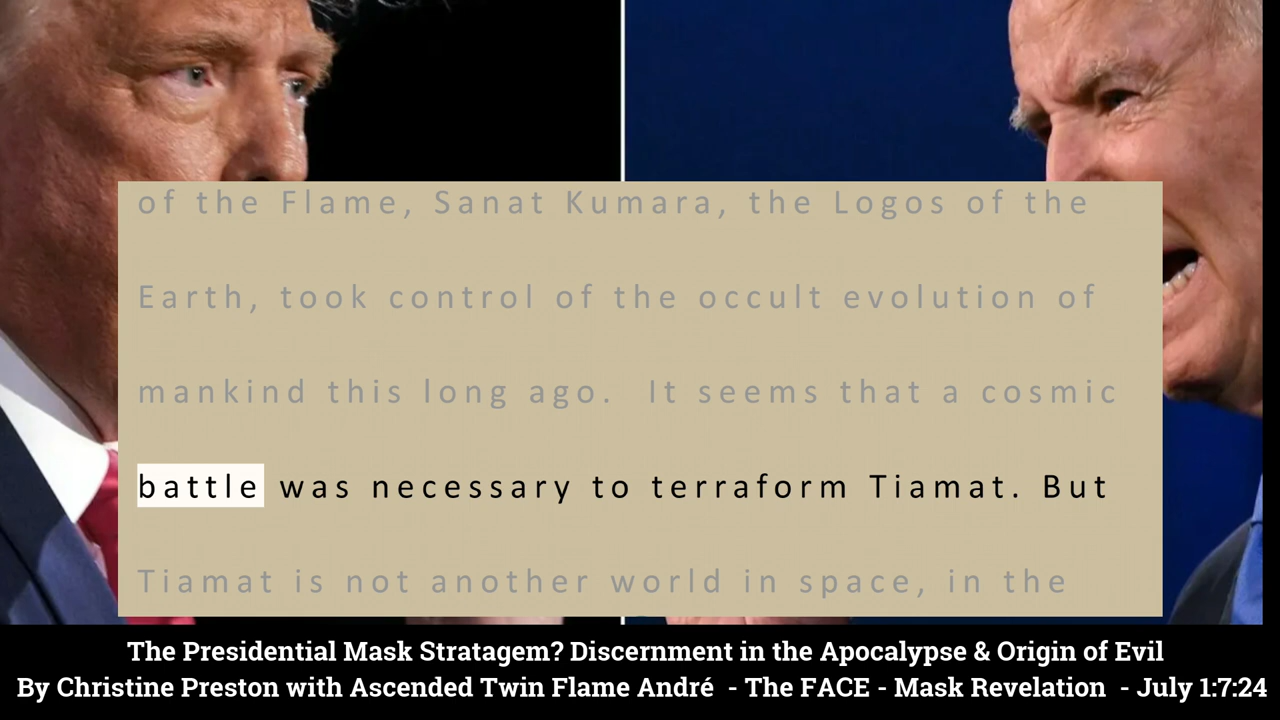 of the Flame, Sanat Kumara, the Logos of the
Earth, took control of the occult evolution of
mankind this long ago.  It seems that a cosmic
battle was necessary to terraform Tiamat. But
Tiamat is not another world in space, in the
The Presidential Mask Stratagem? Discernment in the Apocalypse & Origin of Evil
By Christine Preston with Ascended Twin Flame André  - The FACE - Mask Revelation  - July 1:7:24